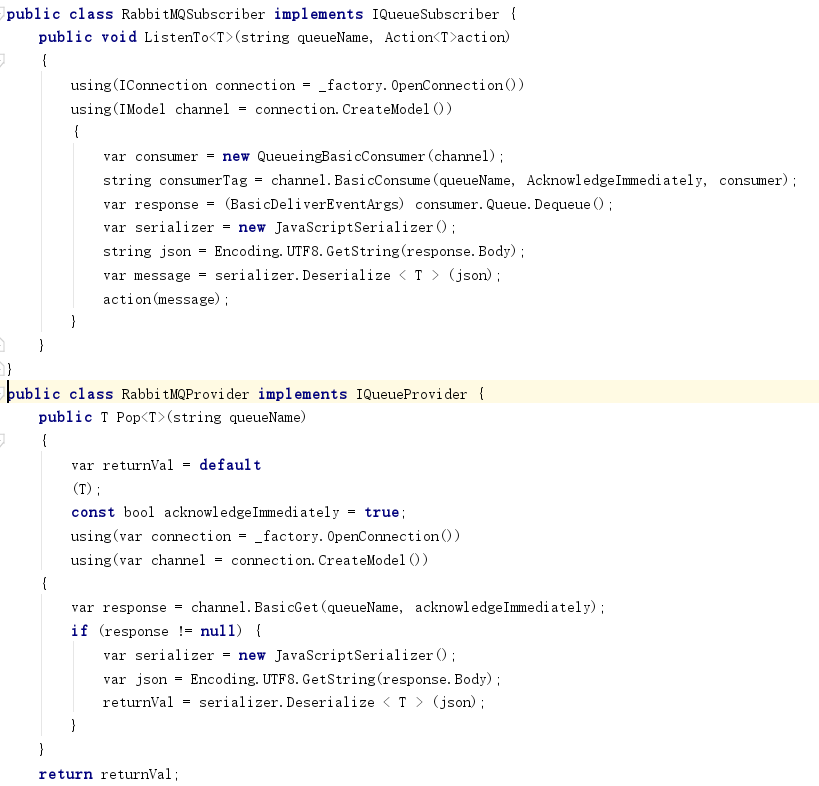 public class RabbitMQSubscriber implements IQueueSubscriber {
    public void ListenTo<T>(string queueName, Action<T>action)
    {
        using(IConnection connection = _factory.OpenConnection())
        using(IModel channel = connection.CreateModel())
        {
            var consumer = new QueueingBasicConsumer(channel);
            string consumerTag = channel.BasicConsume(queueName, AcknowledgeImmediately, consumer);
            var response = (BasicDeliverEventArgs) consumer.Queue.Dequeue();
            var serializer = new JavaScriptSerializer();
            string json = Encoding.UTF8.GetString(response.Body);
            var message = serializer.Deserialize < T > (json);
            action(message);
        }
    }
}
public class RabbitMQProvider implements IQueueProvider {
    public T Pop<T>(string queueName)
    {
        var returnVal = default
        (T);
        const bool acknowledgeImmediately = true;
        using(var connection = _factory.OpenConnection())
        using(var channel = connection.CreateModel())
    {
        var response = channel.BasicGet(queueName, acknowledgeImmediately);
        if (response != null) {
            var serializer = new JavaScriptSerializer();
            var json = Encoding.UTF8.GetString(response.Body);
            returnVal = serializer.Deserialize < T > (json);
        }
    }
    return returnVal;